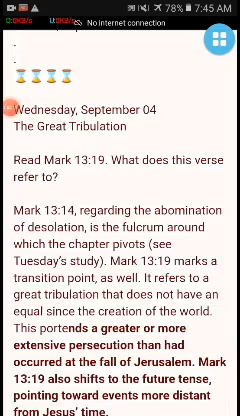 78% 7:45 AM
No internet connection
.
.
⌛⌛⌛⌛
Wednesday, September 04
The Great Tribulation
Read Mark 13:19. What does this verse
refer to?
Mark 13:14, regarding the abomination
of desolation, is the fulcrum around
which the chapter pivots (see
Tuesday’s study). Mark 13:19 marks a
transition point, as well. It refers to a
great tribulation that does not have an
equal since the creation of the world.
This portends a greater or more
extensive persecution than had
occurred at the fall of Jerusalem. Mark
13:19 also shifts to the future tense,
pointing toward events more distant
from Jesus’ time.